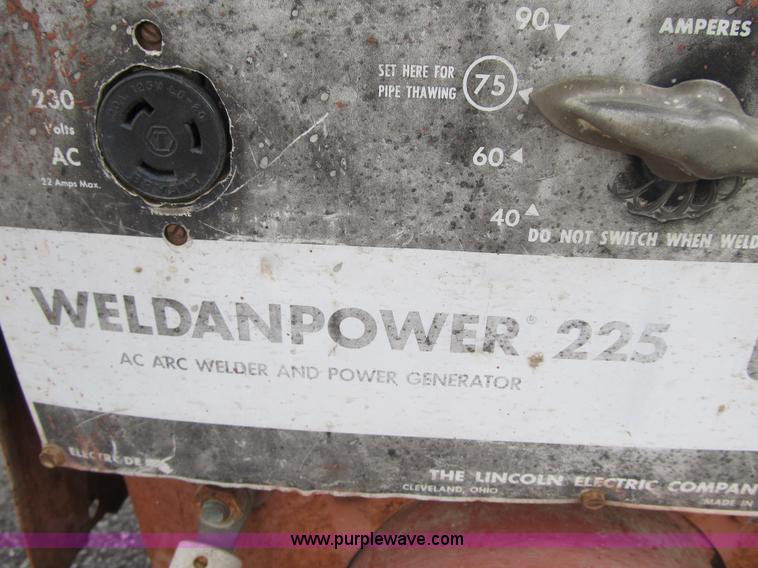 90
AMPERES
SET HERE FOR
PIPE THAWING
75
230
Volts
AC
22 Amps Max.
60
40
DO NOT SWITCH WHEN WELD
WELDANPOWER® 225
AC ARC WELDER AND POWER GENERATOR
ELECTRODE
THE LINCOLN ELECTRIC COMPAN
CLEVELAND, OHIO
MADE IN
www.purplewave.com